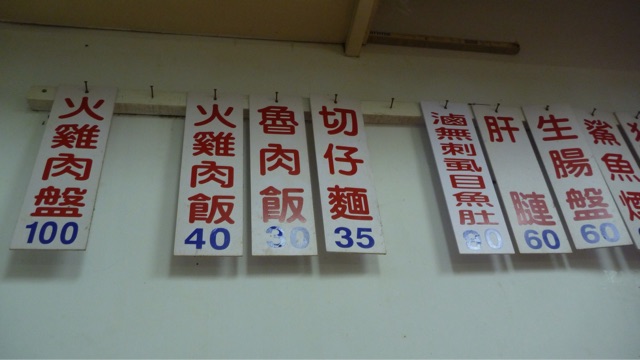 火雞肉盤
100
火雞肉飯
40
魯肉飯
30
切仔麵
35
滷無刺虱目魚肚
肝腱
60
生腸盤
60
鯊魚煙